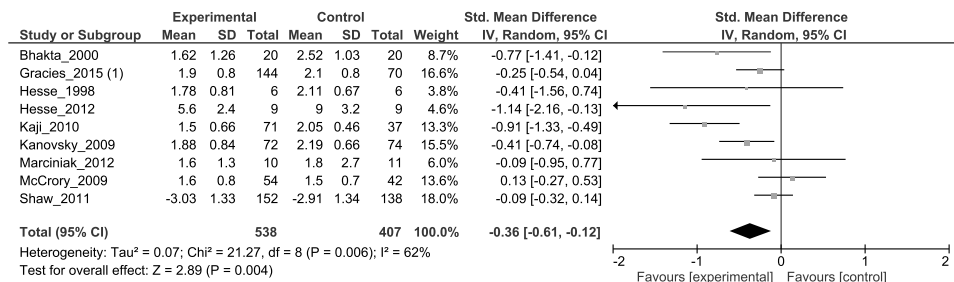 Experimental Control Std. Mean Difference Std. Mean Difference
Study or Subgroup Mean SD Total Mean SD Total Weight IV, Random, 95% CI IV, Random, 95% CI
Bhakta_2000 1.62 1.26 20 2.52 1.03 20 8.7% -0.77 [-1.41, -0.12]
Gracies_2015 (1) 1.9 0.8 144 2.1 0.8 70 16.6% -0.25 [-0.54, 0.04]
Hesse_1998 1.78 0.81 6 2.11 0.67 6 3.8% -0.41 [-1.56, 0.74]
Hesse_2012 5.6 2.4 9 9 3.2 9 4.6% -1.14 [-2.16, -0.13]
Kaji_2010 1.5 0.66 71 2.05 0.46 37 13.3% -0.91 [-1.33, -0.49]
Kanovsky_2009 1.88 0.84 72 2.19 0.66 74 15.5% -0.41 [-0.74, -0.08]
Marciniak_2012 1.6 1.3 10 1.8 2.7 11 6.0% -0.09 [-0.95, 0.77]
McCrory_2009 1.6 0.8 54 1.5 0.7 42 13.6% 0.13 [-0.27, 0.53]
Shaw_2011 -3.03 1.33 152 -2.91 1.34 138 18.0% -0.09 [-0.32, 0.14]
Total (95% CI) 538 407 100.0% -0.36 [-0.61, -0.12]
Heterogeneity: Tau² = 0.07; Chi² = 21.27, df = 8 (P = 0.006); I² = 62%
Test for overall effect: Z = 2.89 (P = 0.004)
-2 -1 0 1 2
Favours [experimental] Favours [control]